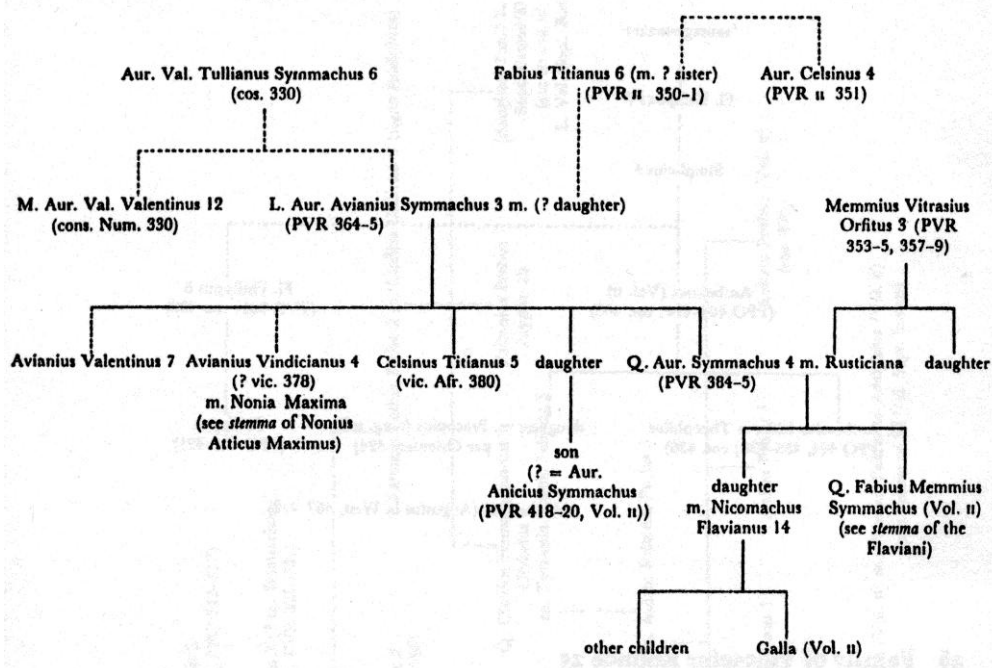 Aur. Val. Tullianus Symmachus 6
(cos. 330)
Fabius Titianus 6 (m. ? sister)
(PVR II 350–1)
Aur. Celsinus 4
(PVR II 351)
M. Aur. Val. Valentinus 12
(cons. Num. 330)
L. Aur. Avianius Symmachus 3 m. (? daughter)
(PVR 364–5)
Memmius Vitrasius
Orfitus 3 (PVR
353–5, 357–9)
Avianius Valentinus 7
Avianius Vindicianus 4
(? vic. 378)
m. Nonia Maxima
(see stemma of Nonius
Atticus Maximus)
Celsinus Titianus 5
(vic. Afr. 380)
daughter
Q. Aur. Symmachus 4 m. Rusticiana
(PVR 384–5)
daughter
son
(? = Aur.
Anicius Symmachus
(PVR 418–20, Vol. II))
daughter
m. Nicomachus
Flavianus 14
Q. Fabius Memmius
Symmachus (Vol. II)
(see stemma of the
Flaviani)
other children
Galla (Vol. II)